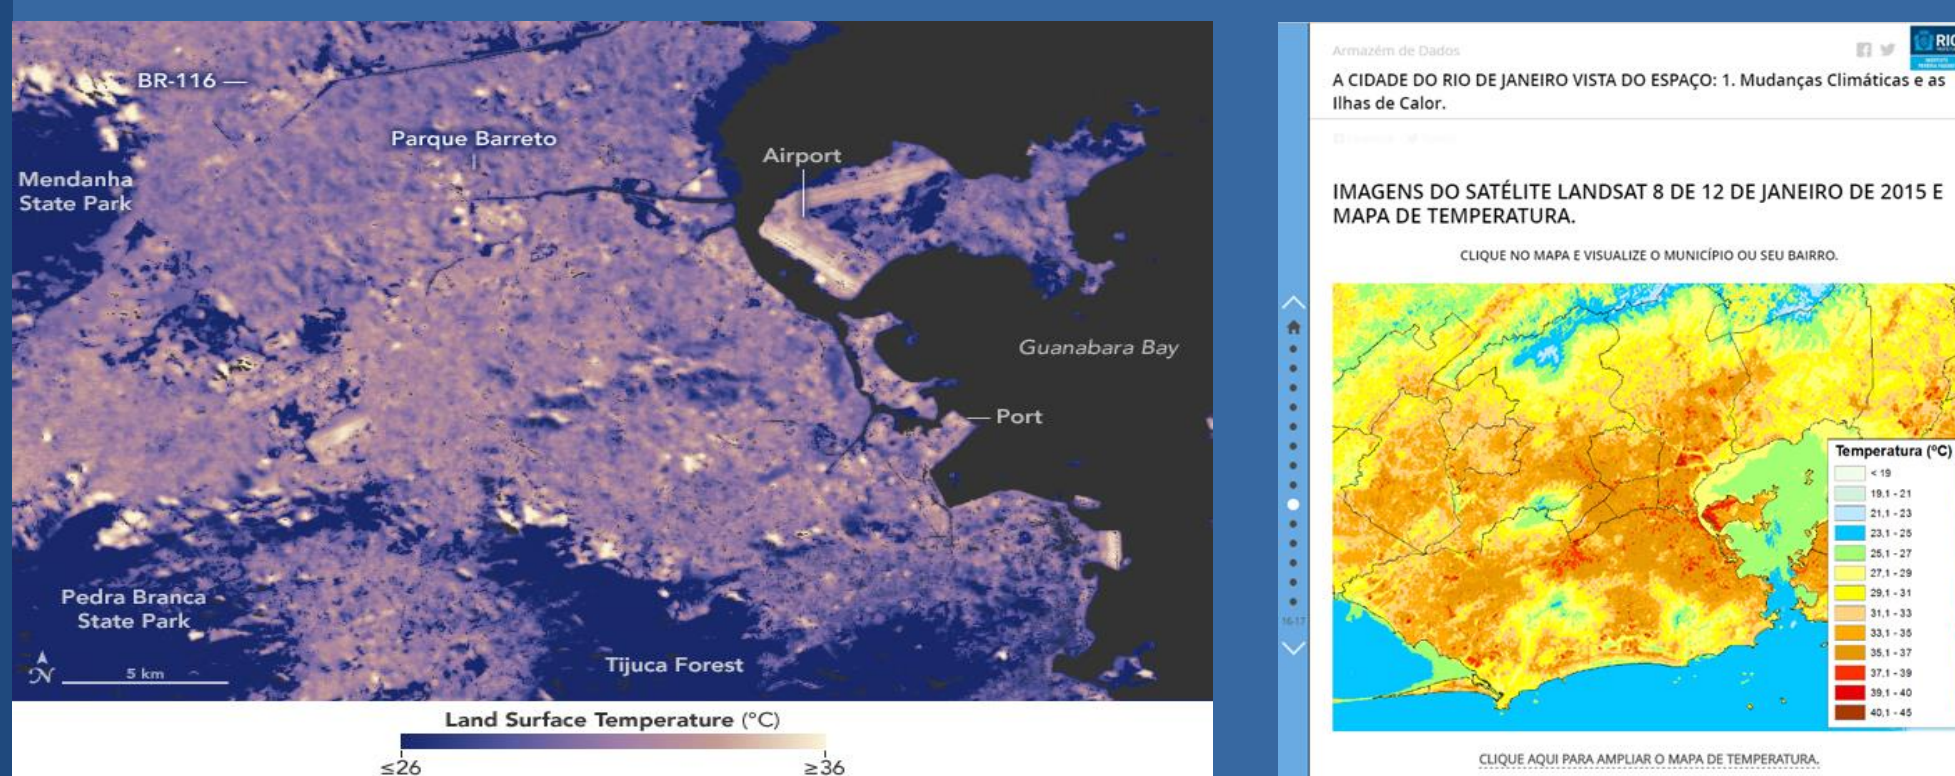 BR-116
Parque Barreto
Airport
Mendanha
State Park
Guanabara Bay
Port
Pedra Branca
State Park
Tijuca Forest
N
5 km
Land Surface Temperature (°C)
≤26
≥36
Armazém de Dados
RIO
A CIDADE DO RIO DE JANEIRO VISTA DO ESPAÇO: 1. Mudanças Climáticas e as
Ilhas de Calor.
IMAGENS DO SATÉLITE LANDSAT 8 DE 12 DE JANEIRO DE 2015 E
MAPA DE TEMPERATURA.
CLIQUE NO MAPA E VISUALIZE O MUNICÍPIO OU SEU BAIRRO.
Temperatura (ºC)
< 19
19,1 - 21
21,1 - 23
23,1 - 25
25,1 - 27
27,1 - 29
29,1 - 31
31,1 - 33
33,1 - 35
35,1 - 37
37,1 - 39
39,1 - 40
40,1 - 45
16-17
CLIQUE AQUI PARA AMPLIAR O MAPA DE TEMPERATURA.